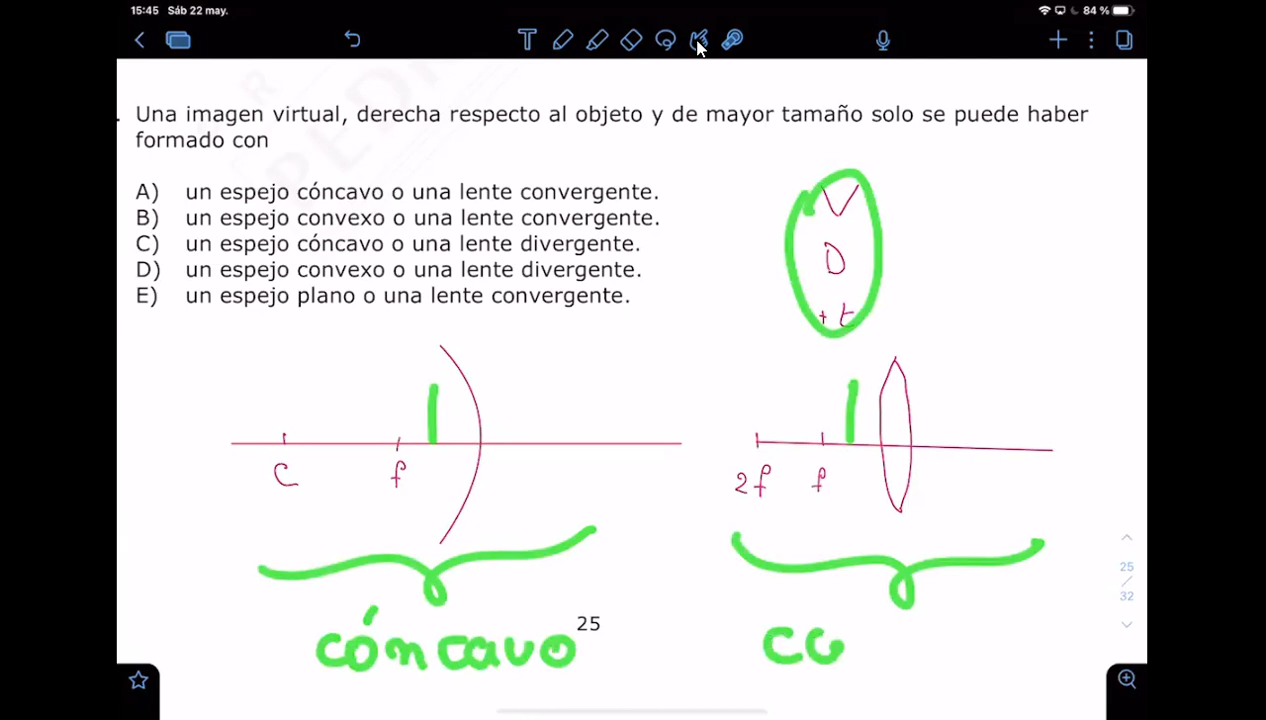 15:45 Sáb 22 may. 84 %
. Una imagen virtual, derecha respecto al objeto y de mayor tamaño solo se puede haber
formado con
A) un espejo cóncavo o una lente convergente.
B) un espejo convexo o una lente convergente.
C) un espejo cóncavo o una lente divergente.
D) un espejo convexo o una lente divergente.
E) un espejo plano o una lente convergente.
V
D
+ t
C f
2f f
25
/
32
25
cóncavo co